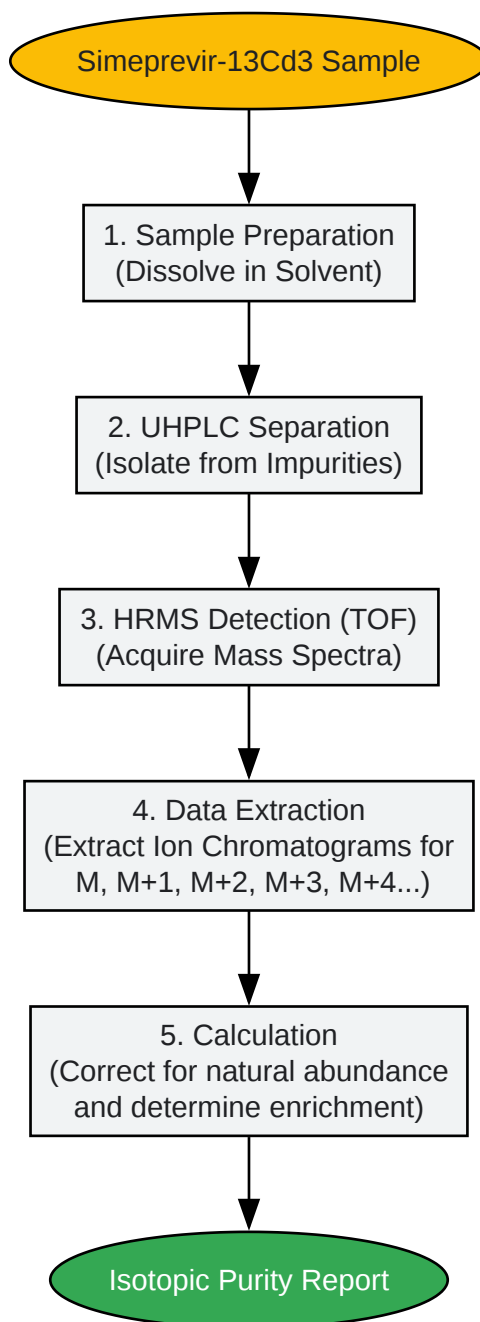 Simeprevir-13Cd3 Sample
1. Sample Preparation
(Dissolve in Solvent)
2. UHPLC Separation
(Isolate from Impurities)
3. HRMS Detection (TOF)
(Acquire Mass Spectra)
4. Data Extraction
(Extract Ion Chromatograms for
M, M+1, M+2, M+3, M+4...)
5. Calculation
(Correct for natural abundance
and determine enrichment)
Isotopic Purity Report